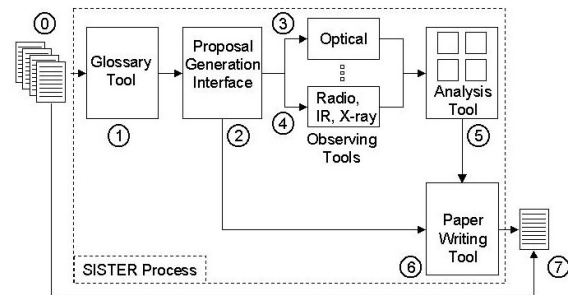 0
3
Glossary
Tool
1
Proposal
Generation
Interface
2
Optical
4
Radio,
IR, X-ray
Observing
Tools
Analysis
Tool
5
Paper
Writing
Tool
6
7
SISTER Process